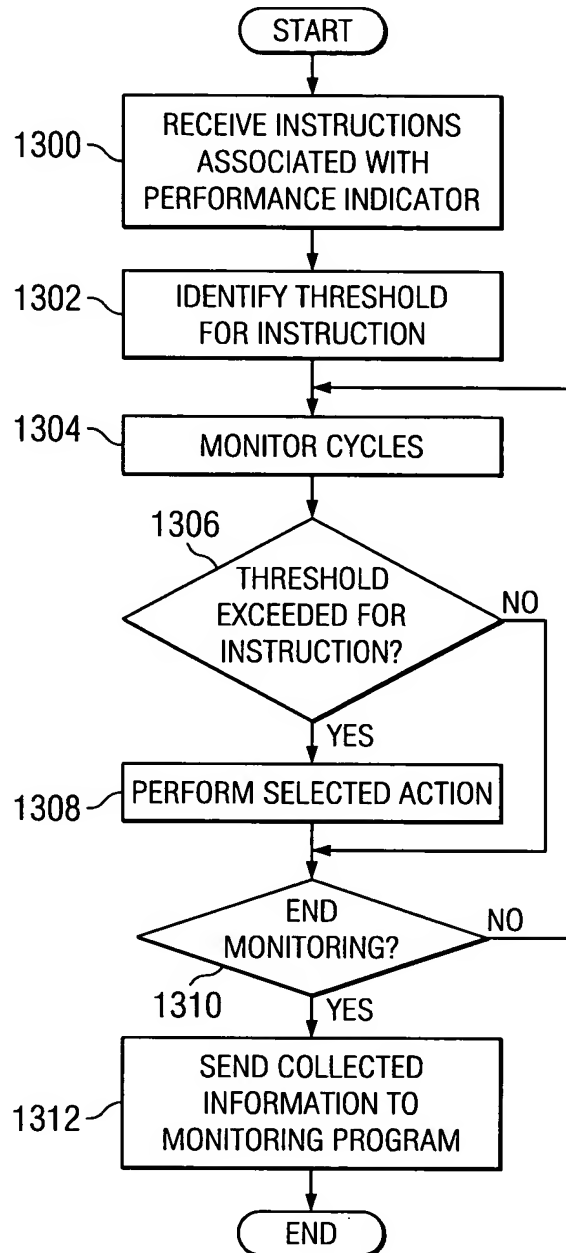 START
1300
RECEIVE INSTRUCTIONS
ASSOCIATED WITH
PERFORMANCE INDICATOR
1302
IDENTIFY THRESHOLD
FOR INSTRUCTION
1304
MONITOR CYCLES
1306
THRESHOLD
EXCEEDED FOR
INSTRUCTION?
NO
YES
1308
PERFORM SELECTED ACTION
END
MONITORING?
NO
1310
YES
1312
SEND COLLECTED
INFORMATION TO
MONITORING PROGRAM
END